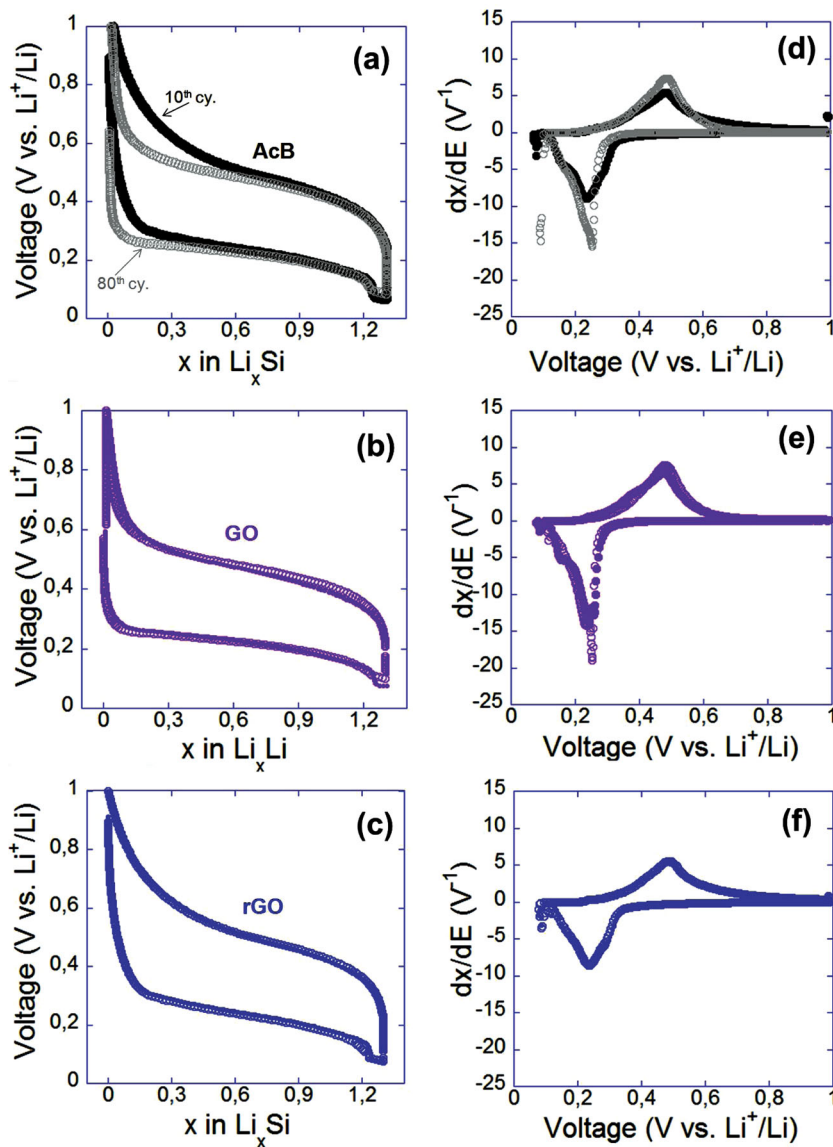 (a)
10th cy.
AcB
80th cy.
Voltage (V vs. Li+/Li)
1
0,8
0,6
0,4
0,2
0
0 0,3 0,6 0,9 1,2
x in LixSi
(d)
dx/dE (V-1)
15
10
5
0
-5
-10
-15
-20
-25
0 0,2 0,4 0,6 0,8 1
Voltage (V vs. Li+/Li)
(b)
GO
Voltage (V vs. Li+/Li)
1
0,8
0,6
0,4
0,2
0
0 0,3 0,6 0,9 1,2
x in LixLi
(e)
dx/dE (V-1)
15
10
5
0
-5
-10
-15
-20
-25
0 0,2 0,4 0,6 0,8 1
Voltage (V vs. Li+/Li)
(c)
rGO
Voltage (V vs. Li+/Li)
1
0,8
0,6
0,4
0,2
0
0 0,3 0,6 0,9 1,2
x in LixSi
(f)
dx/dE (V-1)
15
10
5
0
-5
-10
-15
-20
-25
0 0,2 0,4 0,6 0,8 1
Voltage (V vs. Li+/Li)